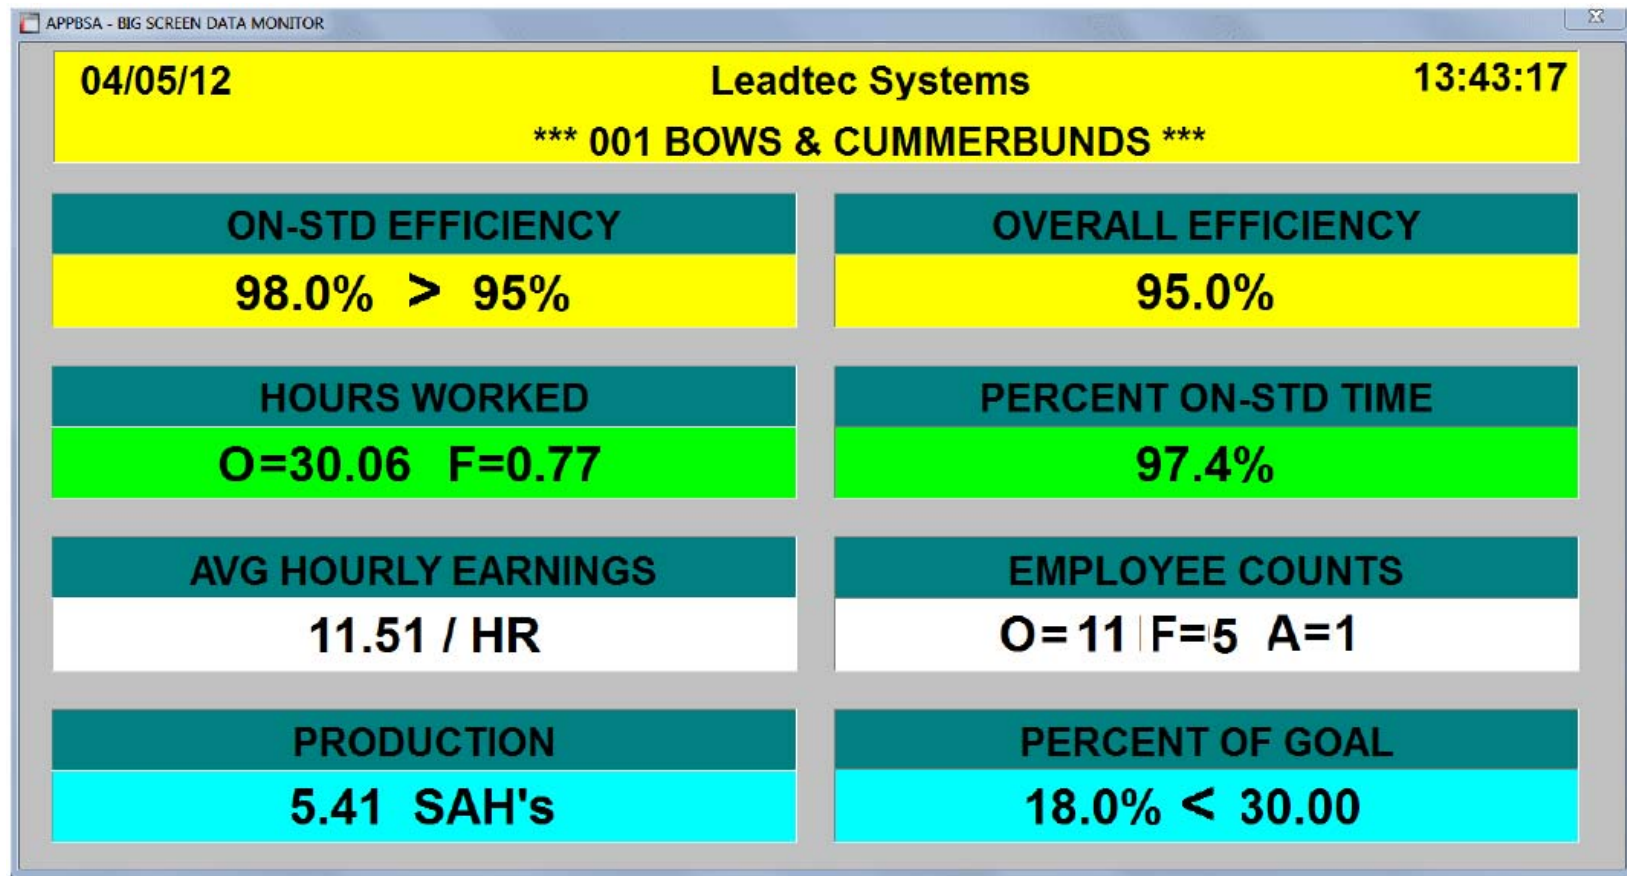 APPBSA - BIG SCREEN DATA MONITOR
04/05/12 Leadtec Systems 13:43:17
*** 001 BOWS & CUMMERBUNDS ***
ON-STD EFFICIENCY OVERALL EFFICIENCY
98.0% > 95% 95.0%
HOURS WORKED PERCENT ON-STD TIME
O=30.06 F=0.77 97.4%
AVG HOURLY EARNINGS EMPLOYEE COUNTS
11.51 / HR O=11 F=5 A=1
PRODUCTION PERCENT OF GOAL
5.41 SAH's 18.0% < 30.00